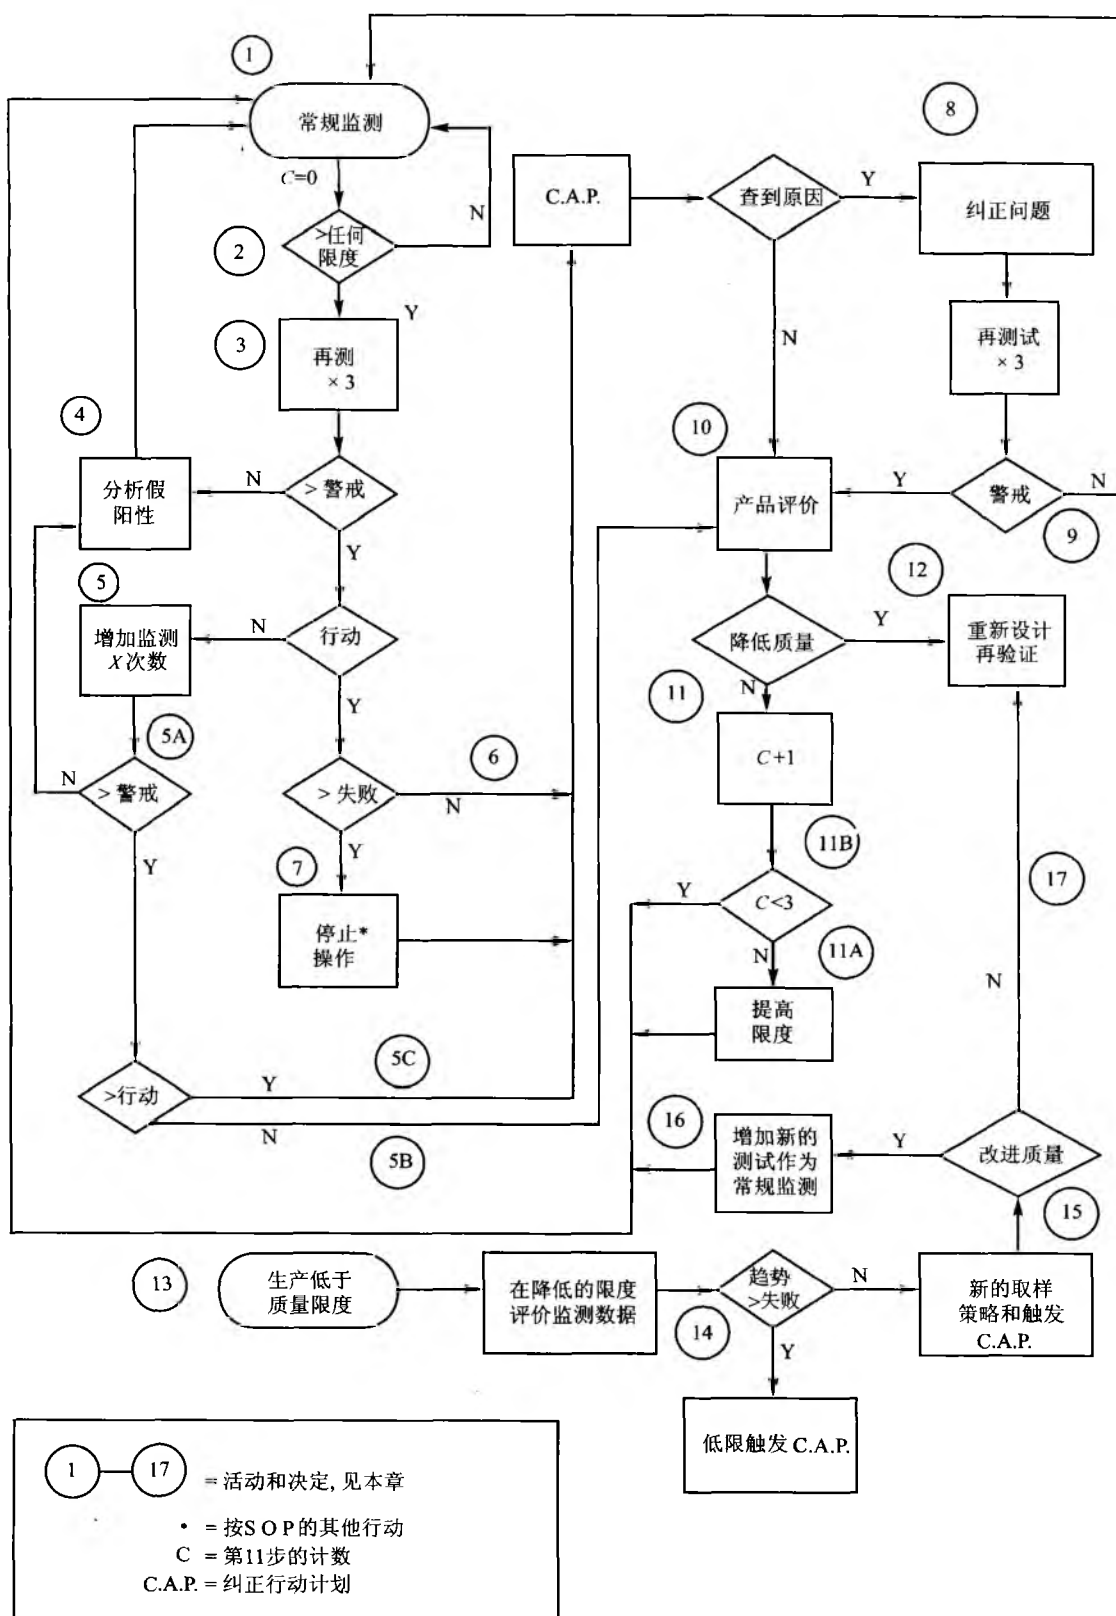 1
常规监测
C=0
N
2
>任何
限度
Y
3
再测
× 3
4
分析假
阳性
N
> 警戒
Y
5
增加监测
X次数
N
行动
Y
5A
N
> 警戒
Y
> 失败
6
N
Y
7
停止*
操作
>行动
Y
5C
N
5B
C.A.P.
查到原因
Y
8
纠正问题
N
再测试
× 3
10
产品评价
Y
警戒
N
9
12
降低质量
Y
重新设计
再验证
11
N
C+1
11B
Y
C<3
11A
N
提高
限度
17
N
16
增加新的
测试作为
常规监测
Y
改进质量
15
13
生产低于
质量限度
在降低的限度
评价监测数据
趋势
>失败
N
14
Y
新的取样
策略和触发
C.A.P.
低限触发 C.A.P.
1 17 = 活动和决定, 见本章
• = 按S O P的其他行动
C = 第11步的计数
C.A.P. = 纠正行动计划